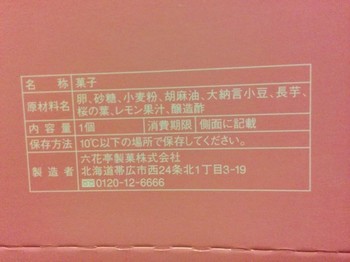 名 称 菓子
原材料名 卵、砂糖、小麦粉、胡麻油、大納言小豆、長芋、
桜の葉、レモン果汁、醸造酢
内 容 量 1個 消費期限 側面に記載
保存方法 10℃以下の場所で保存してください。
製 造 者 六花亭製菓株式会社
北海道帯広市西24条北1丁目3-19
0120-12-6666